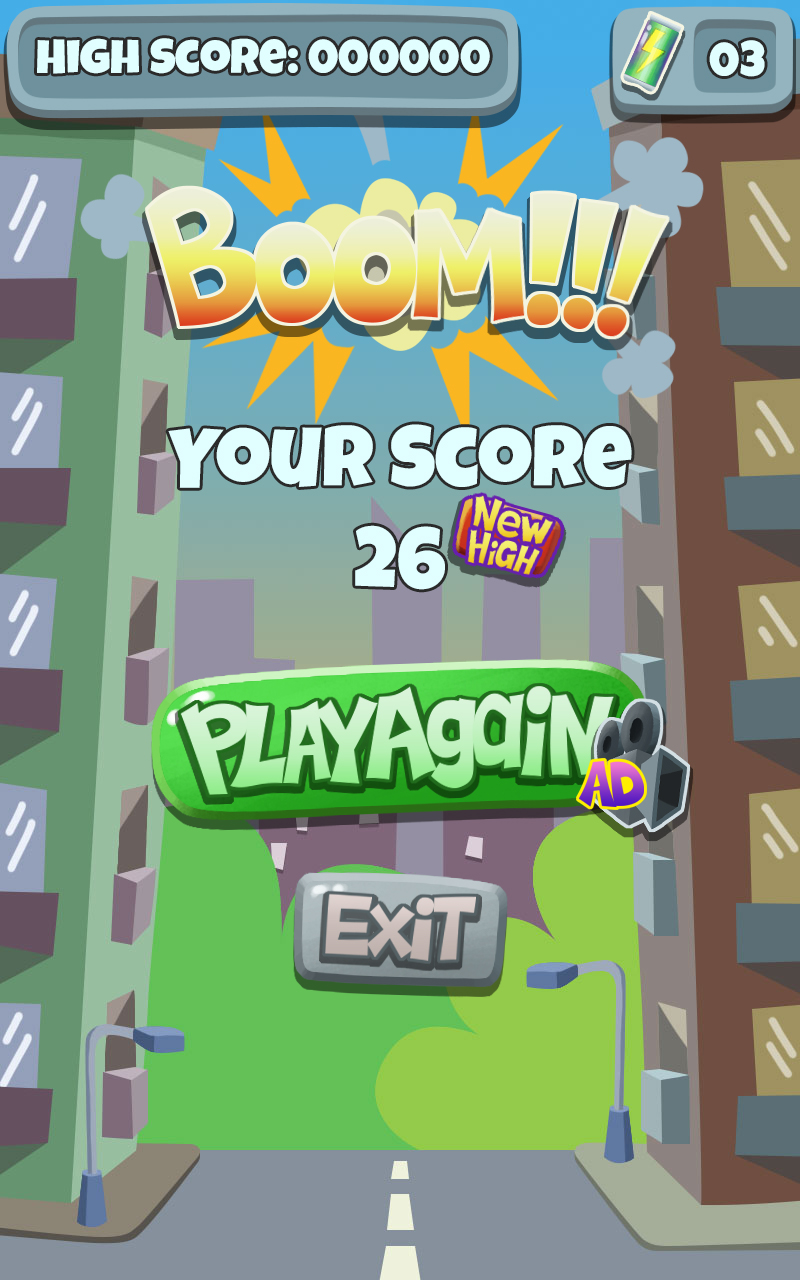 HIGH SCORe: 000000
03
BOOM!!!
YOUR SCORe
26
NeW
HiGH
PLAYAgaiN
AD
EXiT